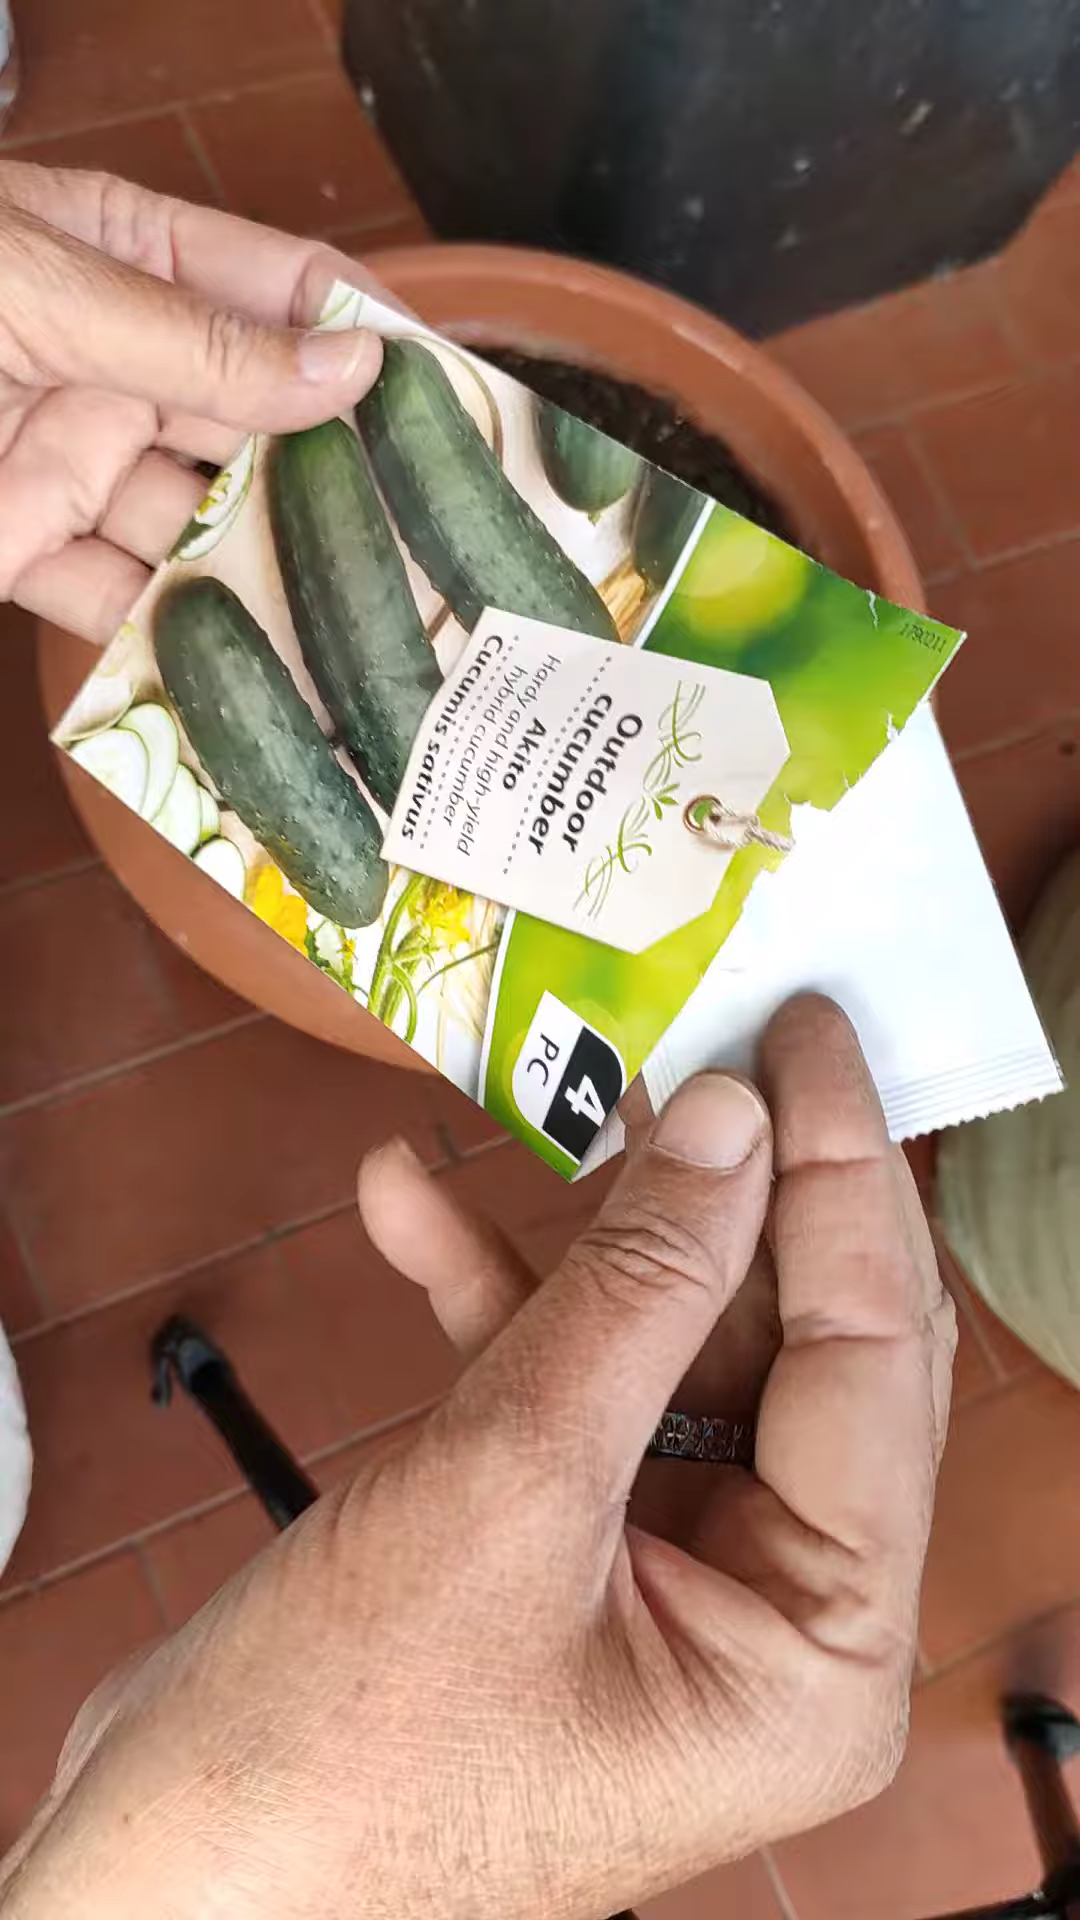 Outdoor
cucumber
Akito
Hardy and high-yield
hybrid cucumber
Cucumis sativus
4
PC
1790211